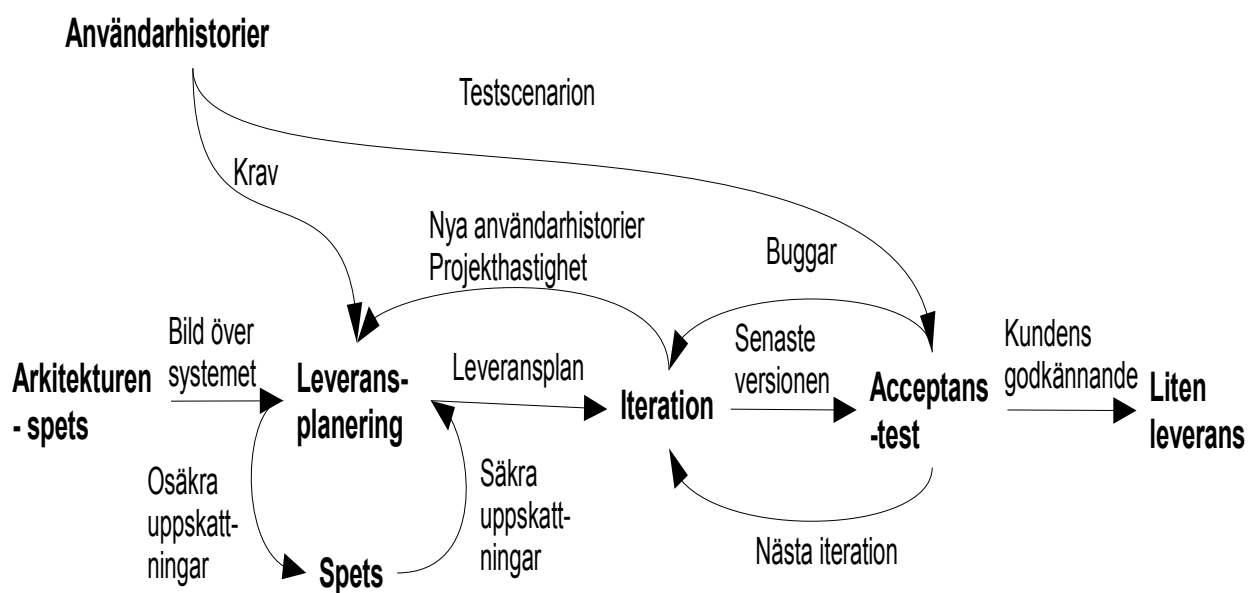 Användarhistorier
Testscenarion
Krav
Nya användarhistorier
Projekthastighet
Buggar
Bild över
systemet
Senaste
versionen
Kundens
godkännande
Arkitekturen
- spets
Leverans-
planering
Leveransplan
Iteration
Acceptans
-test
Liten
leverans
Osäkra
uppskatt-
ningar
Säkra
uppskatt-
ningar
Nästa iteration
Spets